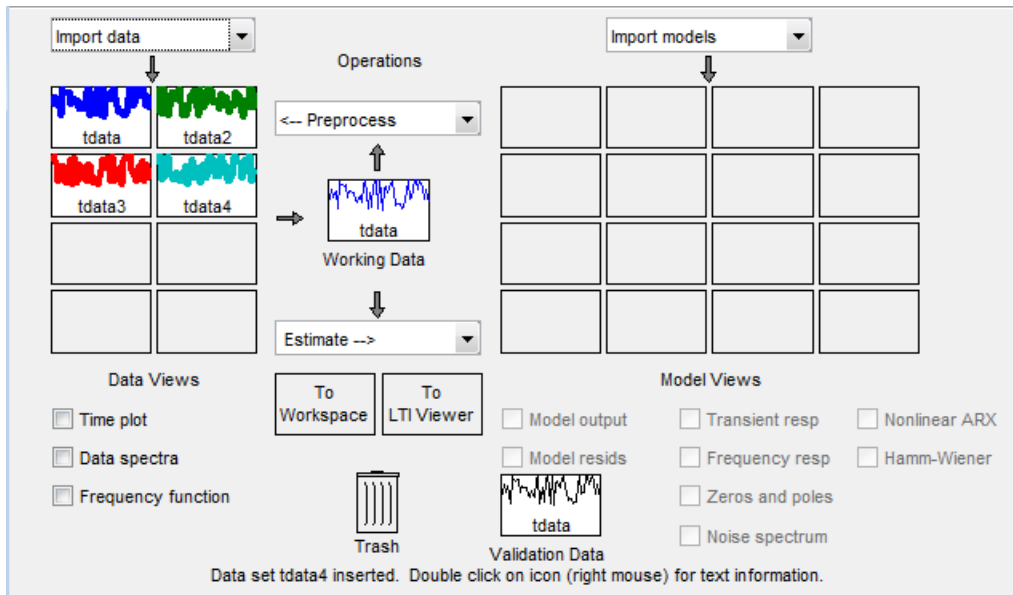 Import data
Import models
Operations
tdata
tdata2
<-- Preprocess
tdata3
tdata4
tdata
Working Data
Estimate -->
Data Views
Model Views
To
Workspace
To
LTI Viewer
Time plot
Data spectra
Frequency function
Model output
Transient resp
Nonlinear ARX
Model resids
Frequency resp
Hamm-Wiener
Zeros and poles
Noise spectrum
tdata
Trash
Validation Data
Data set tdata4 inserted. Double click on icon (right mouse) for text information.